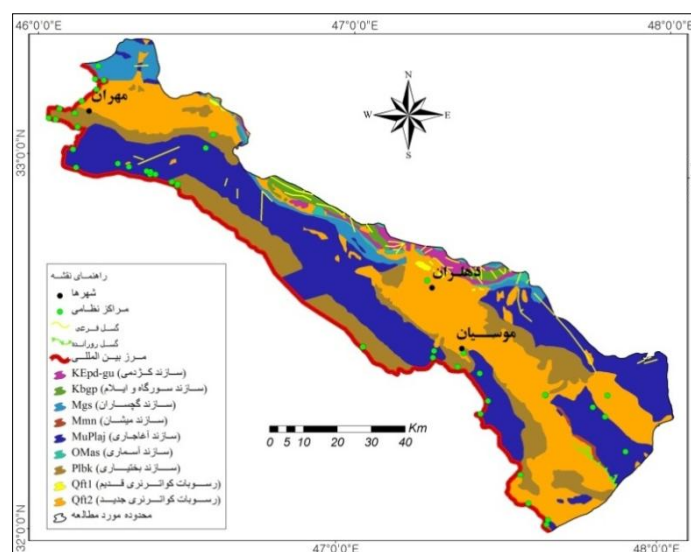 46°0'0"E
47°0'0"E
48°0'0"E
33°0'0"N
32°0'0"N
N
W
E
S
مهران
دهلران
موسیان
راهنمای نقشه
شهرها
مراکز نظامی
گسل فرعی
گسل رورانده
مرز بین المللی
KEpd-gu (سازند کژدمی)
Kbgp (سازند سورگاه و ایلام)
Mgs (سازند گچساران)
Mmn (سازند میشان)
MuPlaj (سازند آغاجاری)
OMas (سازند آسماری)
Plbk (سازند بختیاری)
Qft1 (رسوبات کواترنری قدیم)
Qft2 (رسوبات کواترنری جدید)
محدوده مورد مطالعه
Km
0 5 10 20 30 40
47°0'0"E
48°0'0"E